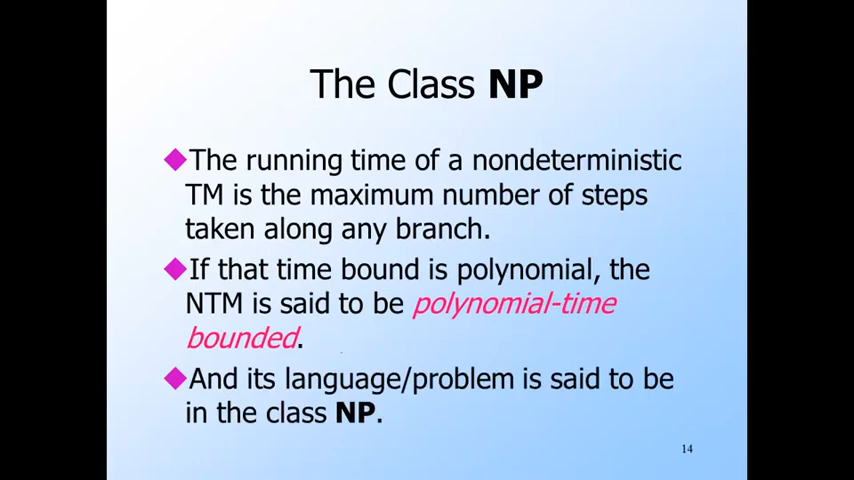 The Class NP
The running time of a nondeterministic
TM is the maximum number of steps
taken along any branch.
If that time bound is polynomial, the
NTM is said to be polynomial-time
bounded.
And its language/problem is said to be
in the class NP.
14